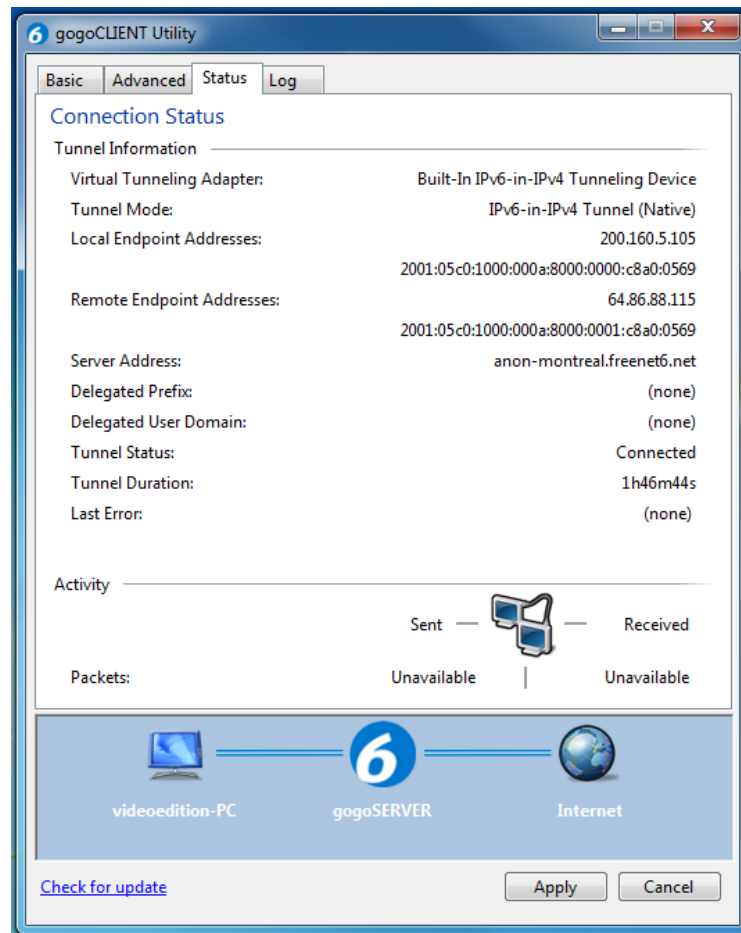 gogoCLIENT Utility
Basic Advanced Status Log
Connection Status
Tunnel Information
Virtual Tunneling Adapter: Built-In IPv6-in-IPv4 Tunneling Device
Tunnel Mode: IPv6-in-IPv4 Tunnel (Native)
Local Endpoint Addresses: 200.160.5.105
2001:05c0:1000:000a:8000:0000:c8a0:0569
Remote Endpoint Addresses: 64.86.88.115
2001:05c0:1000:000a:8000:0001:c8a0:0569
Server Address: anon-montreal.freenet6.net
Delegated Prefix: (none)
Delegated User Domain: (none)
Tunnel Status: Connected
Tunnel Duration: 1h46m44s
Last Error: (none)
Activity
Sent Received
Packets: Unavailable Unavailable
6
videoedition-PC gogoSERVER Internet
Check for update Apply Cancel